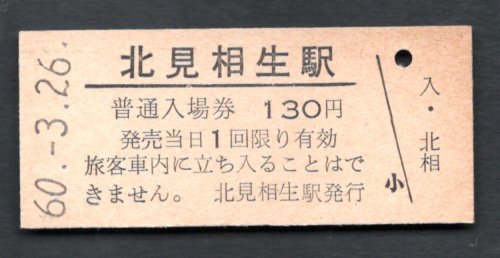 60.-3.26.
北見相生駅
普通入場券 130円
発売当日1回限り有効
旅客車内に立ち入ることはで
きません。 北見相生駅発行
小
入・北相